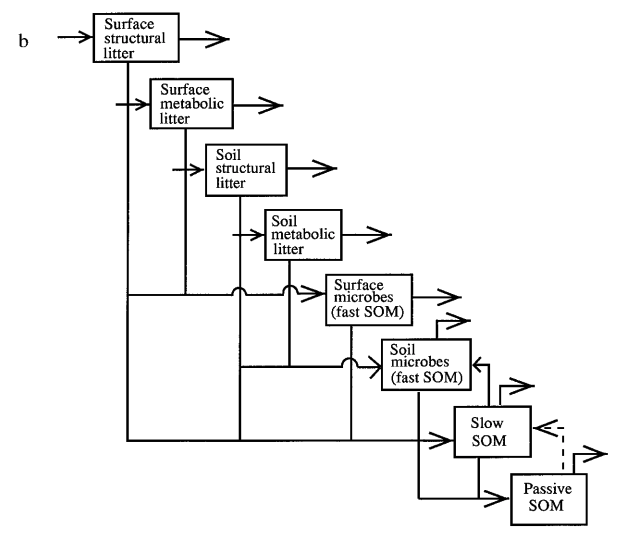 b
Surface
structural
litter
Surface
metabolic
litter
Soil
structural
litter
Soil
metabolic
litter
Surface
microbes
(fast SOM)
Soil
microbes
(fast SOM)
Slow
SOM
Passive
SOM